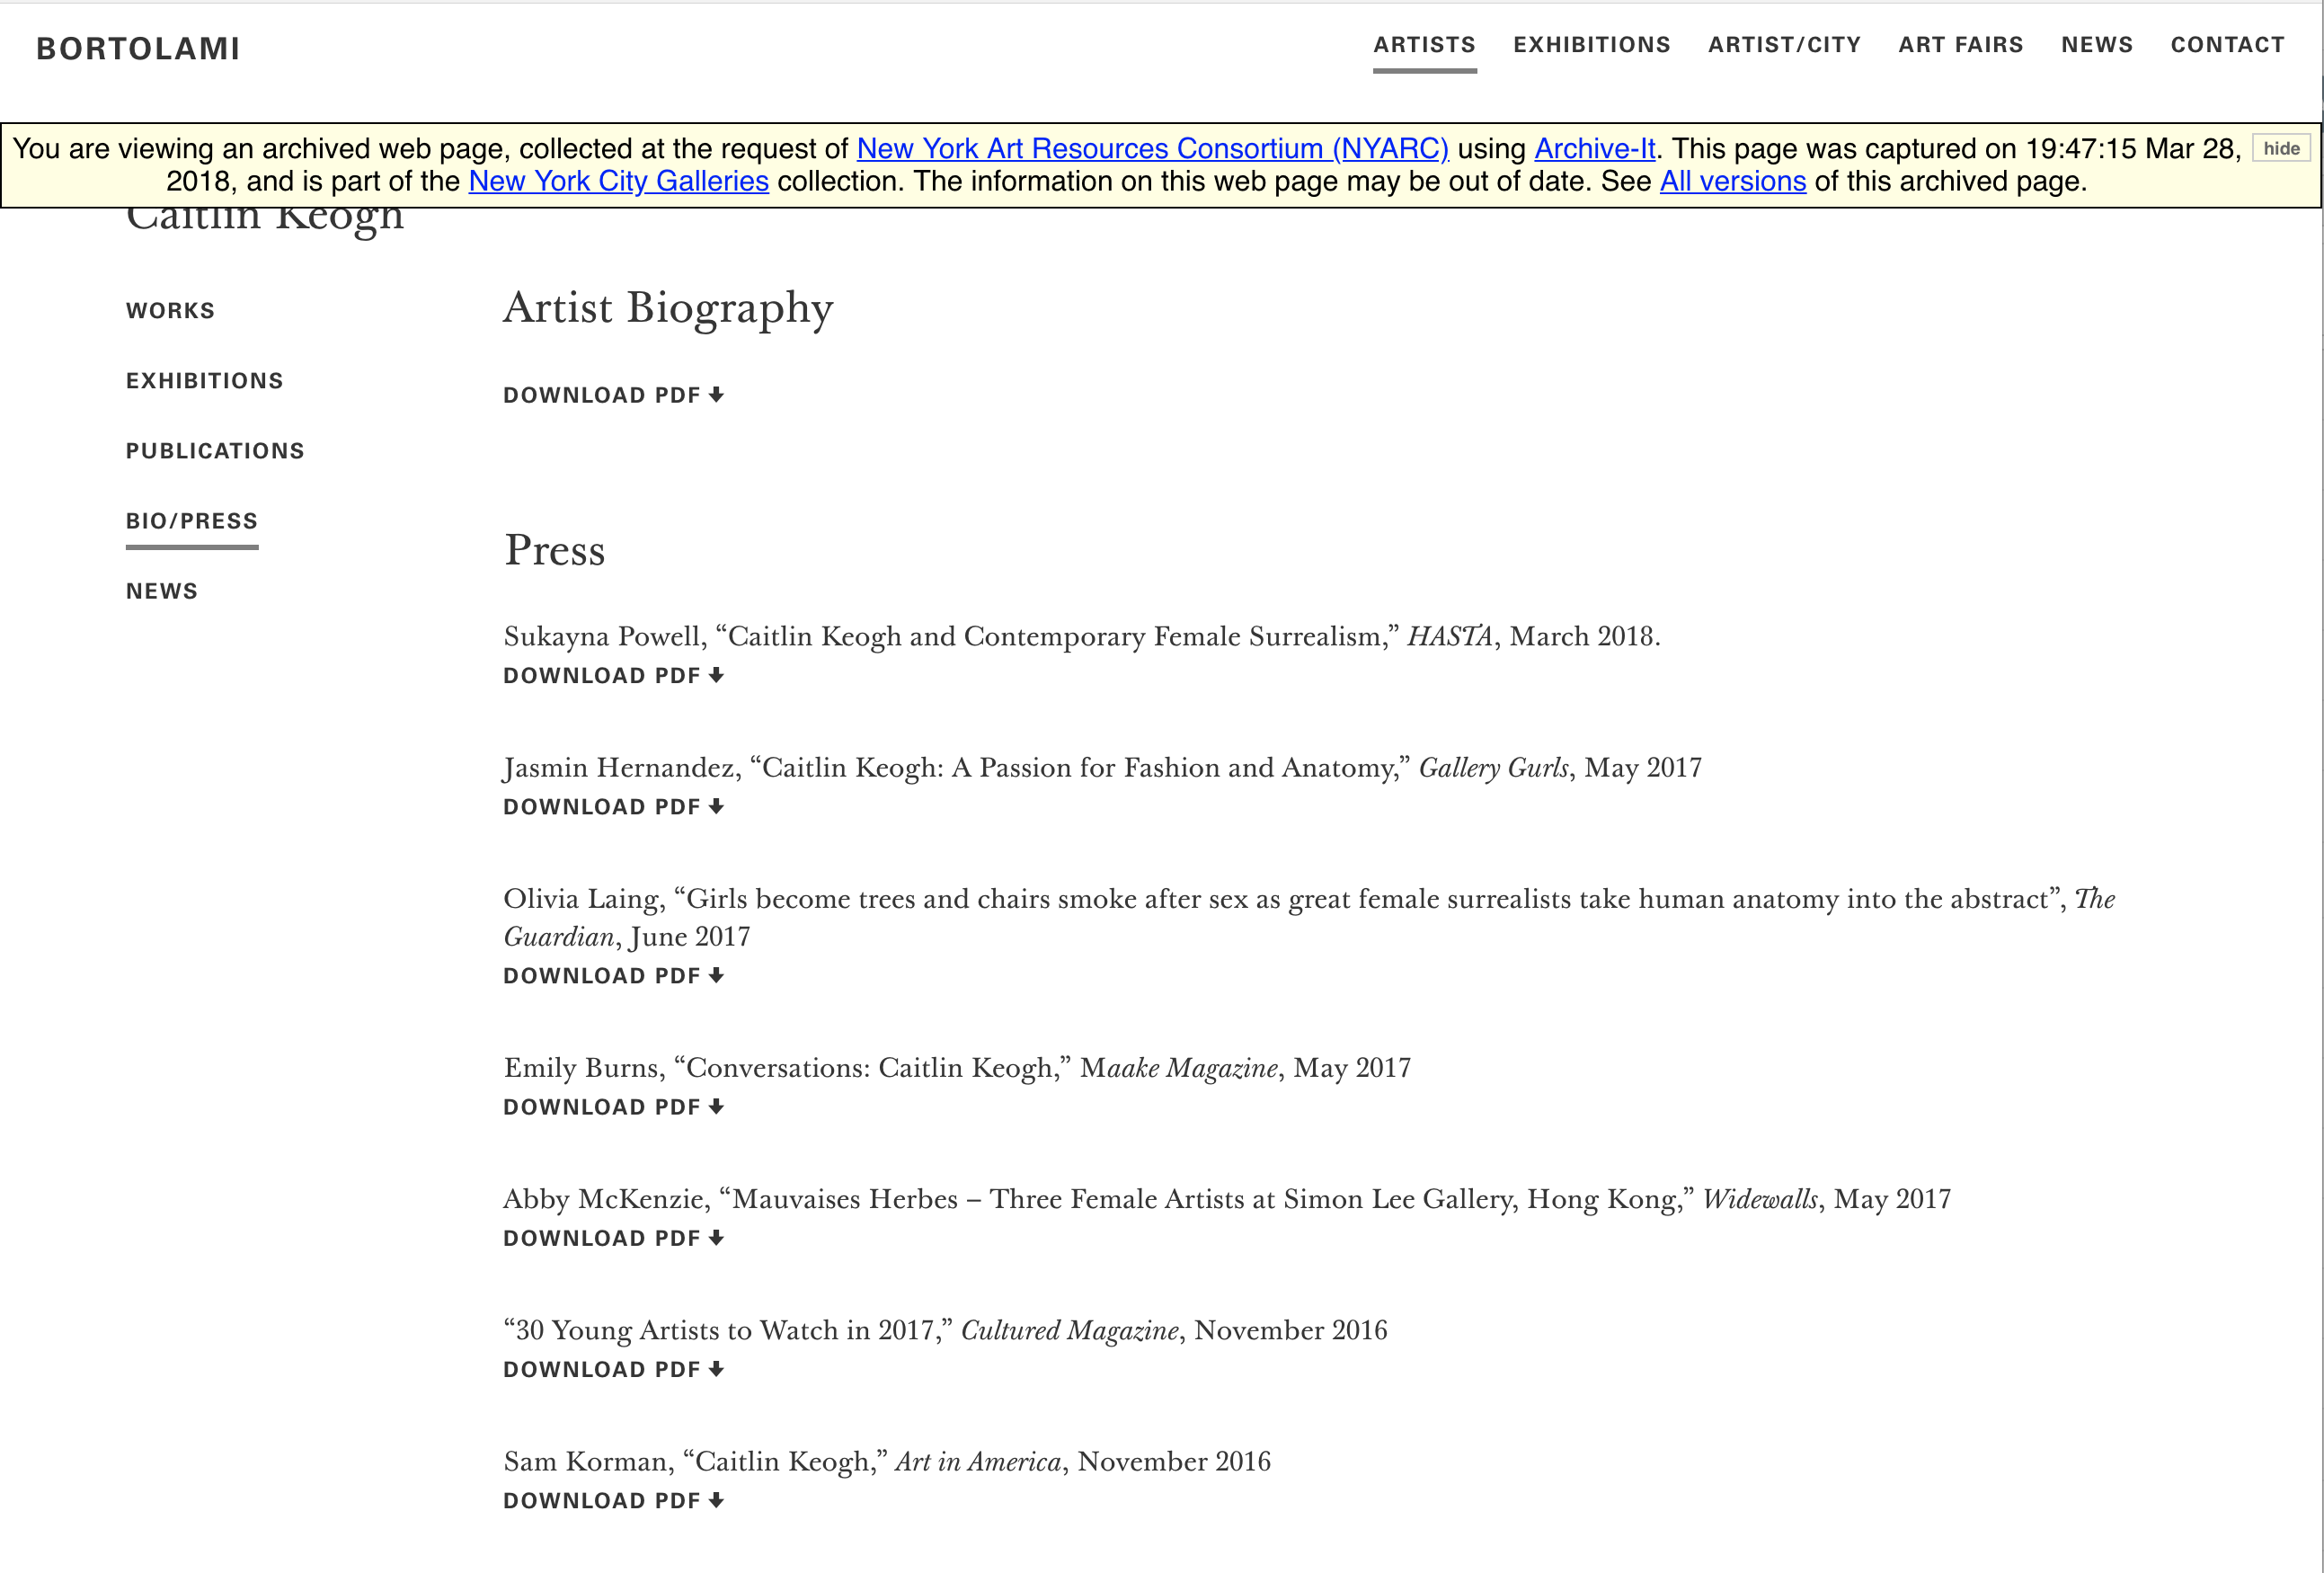 BORTOLAMI
ARTISTS EXHIBITIONS ARTIST/CITY ART FAIRS NEWS CONTACT
You are viewing an archived web page, collected at the request of New York Art Resources Consortium (NYARC) using Archive-It. This page was captured on 19:47:15 Mar 28, hide
2018, and is part of the New York City Galleries collection. The information on this web page may be out of date. See All versions of this archived page.
Caitlin Keogh
WORKS
EXHIBITIONS
PUBLICATIONS
BIO/PRESS
NEWS
Artist Biography
DOWNLOAD PDF
Press
Sukayna Powell, “Caitlin Keogh and Contemporary Female Surrealism,” HASTA, March 2018.
DOWNLOAD PDF
Jasmin Hernandez, “Caitlin Keogh: A Passion for Fashion and Anatomy,” Gallery Gurls, May 2017
DOWNLOAD PDF
Olivia Laing, “Girls become trees and chairs smoke after sex as great female surrealists take human anatomy into the abstract”, The
Guardian, June 2017
DOWNLOAD PDF
Emily Burns, “Conversations: Caitlin Keogh,” Maake Magazine, May 2017
DOWNLOAD PDF
Abby McKenzie, “Mauvaises Herbes – Three Female Artists at Simon Lee Gallery, Hong Kong,” Widewalls, May 2017
DOWNLOAD PDF
“30 Young Artists to Watch in 2017,” Cultured Magazine, November 2016
DOWNLOAD PDF
Sam Korman, “Caitlin Keogh,” Art in America, November 2016
DOWNLOAD PDF